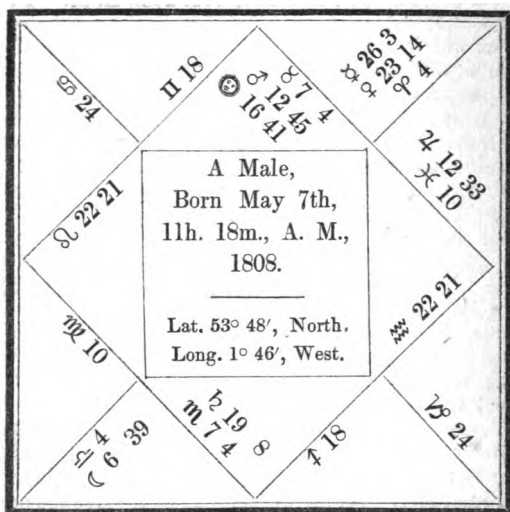 ♋ 24
♊ 18
♉ 7 4
♂ 12 45
☉ 16 41
☿ 26 3
♀ 23 14
♈ 4
♃ 12 33
♓ 10
♌ 22 21
A Male,
Born May 7th,
11h. 18m., A. M.,
1808.
Lat. 53° 48′, North.
Long. 1° 46′, West.
♒ 22 21
♍ 10
♎ 4
☽ 6 39
♄ 19 8
♏ 7 4
♐ 18
♑ 24